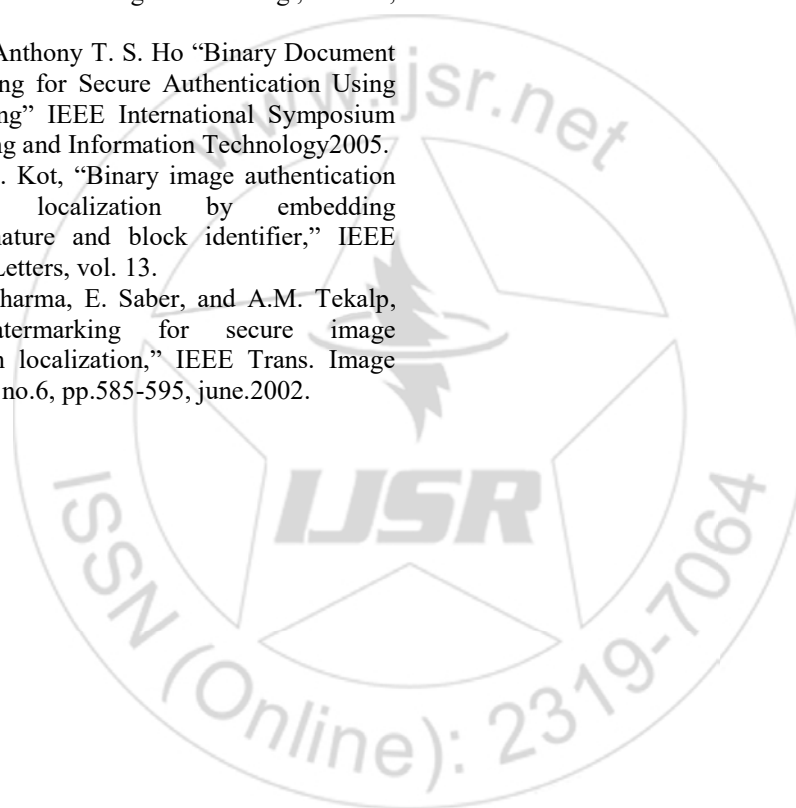 Anthony T. S. Ho “Binary Document
ng for Secure Authentication Using
ng” IEEE International Symposium
ng and Information Technology2005.
. Kot, “Binary image authentication
localization by embedding
nature and block identifier,” IEEE
Letters, vol. 13.
harma, E. Saber, and A.M. Tekalp,
atermarking for secure image
n localization,” IEEE Trans. Image
no.6, pp.585-595, june.2002.
www.ijsr.net
IJSR
ISSN (Online): 2319-7064